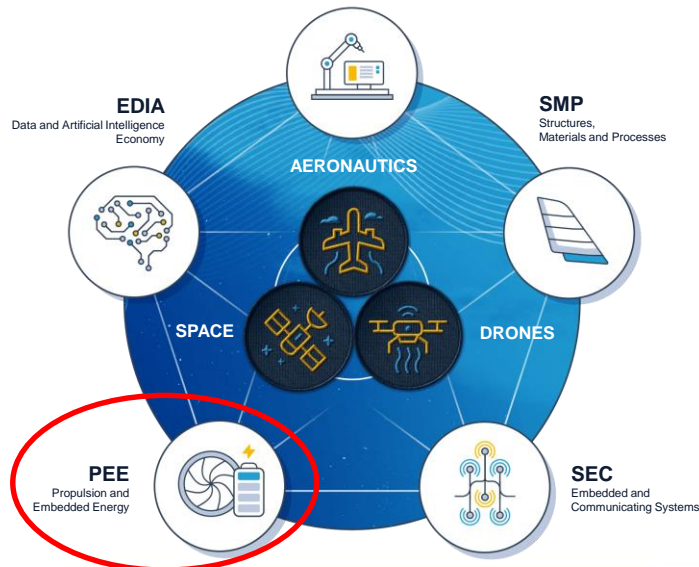 EDIA
Data and Artificial Intelligence
Economy
SMP
Structures,
Materials and Processes
AERONAUTICS
SPACE
DRONES
PEE
Propulsion and
Embedded Energy
SEC
Embedded and
Communicating Systems